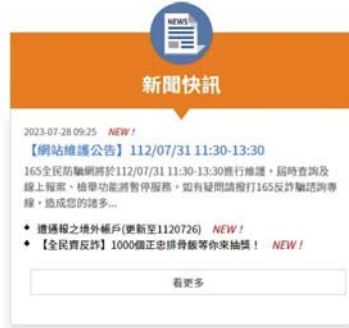 NEWS
新聞快訊
2023-07-28 09:25 NEW !
【網站維護公告】112/07/31 11:30-13:30
165全民防騙網將於112/07/31 11:30-13:30進行維護，屆時查詢及
線上報案、檢舉功能將暫停服務，如有疑問請撥打165反詐騙諮詢專
線，造成您的諸多...
遭通報之境外帳戶(更新至1120726) NEW !
【全民齊反詐】1000個正忠排骨飯等你來抽獎！ NEW !
看更多